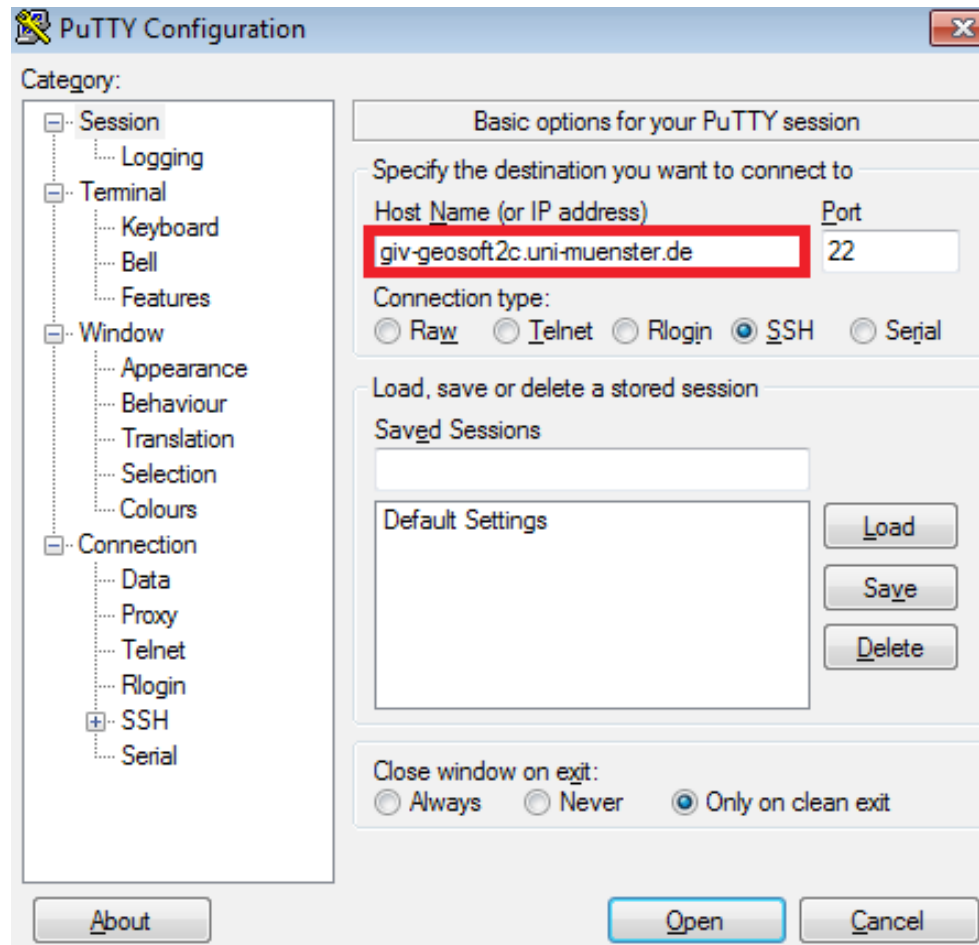 PuTTY Configuration
Category:
Session
Logging
Terminal
Keyboard
Bell
Features
Window
Appearance
Behaviour
Translation
Selection
Colours
Connection
Data
Proxy
Telnet
Rlogin
SSH
Serial
Basic options for your PuTTY session
Specify the destination you want to connect to
Host Name (or IP address) Port
giv-geosoft2c.uni-muenster.de 22
Connection type:
Raw Telnet Rlogin SSH Serial
Load, save or delete a stored session
Saved Sessions
Default Settings
Load
Save
Delete
Close window on exit:
Always Never Only on clean exit
About Open Cancel